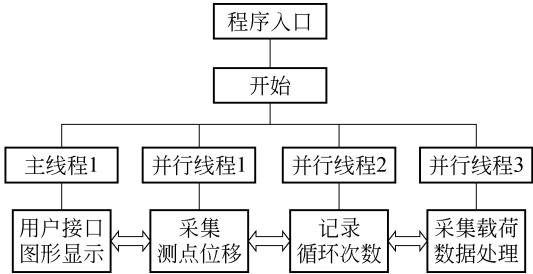 程序入口
开始
主线程1
并行线程1
并行线程2
并行线程3
用户接口
图形显示
采集
测点位移
记录
循环次数
采集载荷
数据处理